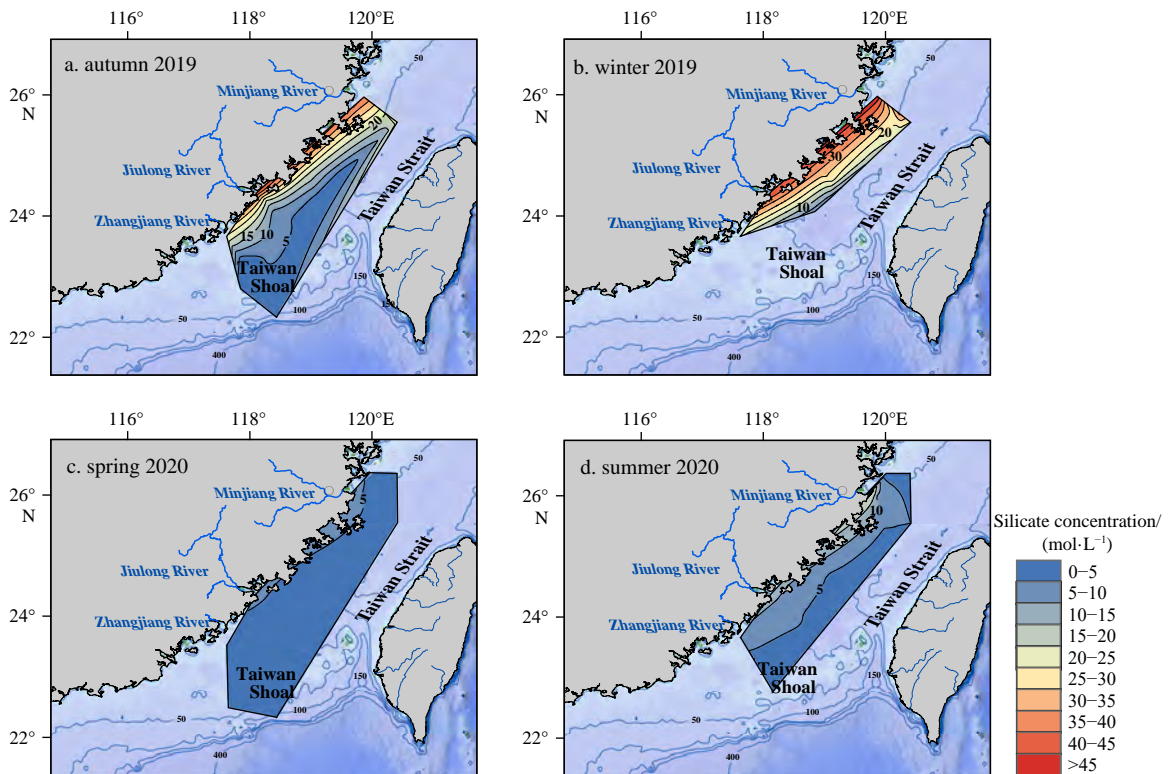 116° 118° 120°E
a. autumn 2019
50
26°
N
24°
22°
Minjiang River
Jiulong River
Zhangjiang River
20
15
10
5
Taiwan Strait
Taiwan
Shoal
150
150
100
50
400
116° 118° 120°E
b. winter 2019
50
26°
N
24°
22°
Minjiang River
Jiulong River
Zhangjiang River
20
30
10
Taiwan Strait
Taiwan
Shoal
150
100
50
400
116° 118° 120°E
c. spring 2020
50
26°
N
24°
22°
Minjiang River
Jiulong River
Zhangjiang River
5
Taiwan Strait
Taiwan
Shoal
150
100
50
400
116° 118° 120°E
d. summer 2020
50
26°
N
24°
22°
Minjiang River
Jiulong River
Zhangjiang River
10
5
Taiwan Strait
Taiwan
Shoal
150
100
50
400
Silicate concentration/
(mol·L⁻¹)
0−5
5−10
10−15
15−20
20−25
25−30
30−35
35−40
40−45
>45